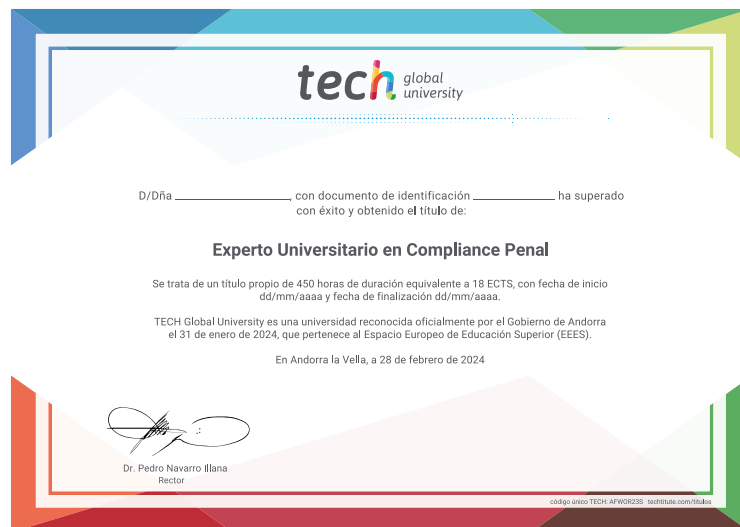 tech global university
D/Dña ____________, con documento de identificación ____________ ha superado
con éxito y obtenido el título de:
Experto Universitario en Compliance Penal
Se trata de un título propio de 450 horas de duración equivalente a 18 ECTS, con fecha de inicio
dd/mm/aaaa y fecha de finalización dd/mm/aaaa.
TECH Global University es una universidad reconocida oficialmente por el Gobierno de Andorra
el 31 de enero de 2024, que pertenece al Espacio Europeo de Educación Superior (EEES).
En Andorra la Vella, a 28 de febrero de 2024
Dr. Pedro Navarro Illana
Rector
código único TECH: AFWOR23S techtitute.com/titulos